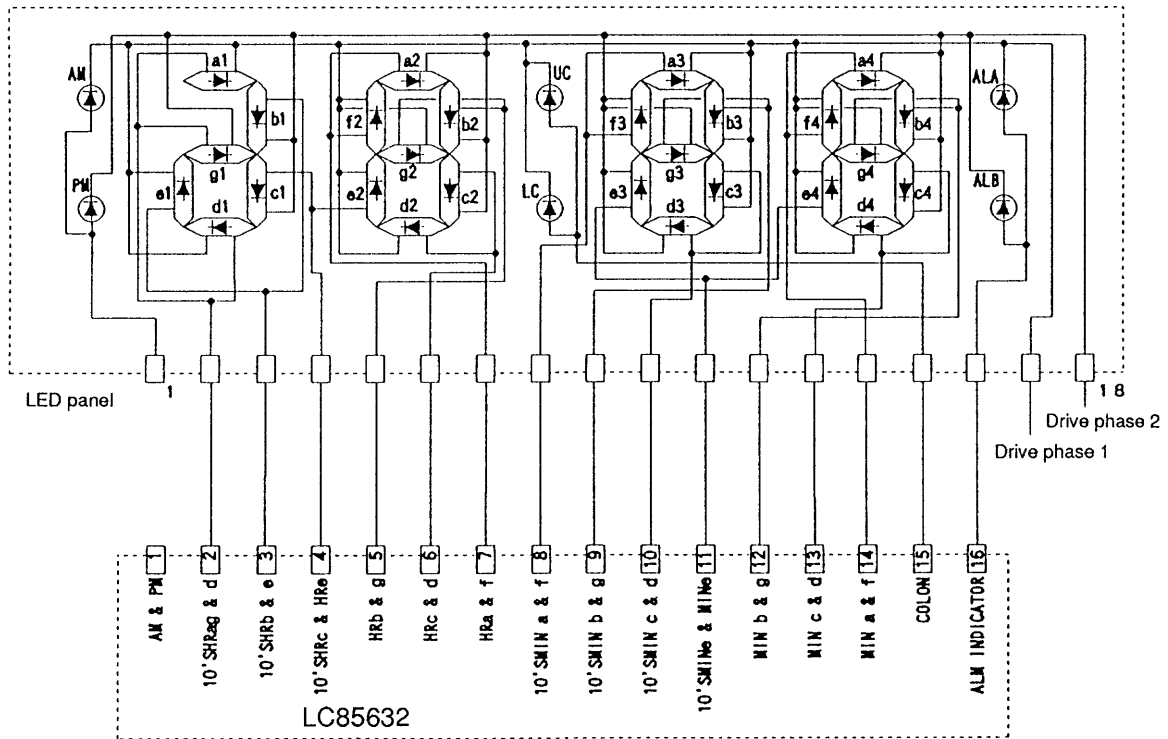 AM
a1
b1
g1
e1
c1
d1
PM
a2
f2
b2
g2
e2
c2
d2
UC
LC
a3
f3
b3
g3
e3
c3
d3
a4
f4
b4
g4
e4
c4
d4
ALA
ALB
LED panel
1
18
Drive phase 2
Drive phase 1
1
2
3
4
5
6
7
8
9
10
11
12
13
14
15
16
AM & PM
10'SHRag & d
10'SHRb & e
10'SHRc & HRe
HRb & g
HRc & d
HRa & f
10'SMIN a & f
10'SMIN b & g
10'SMIN c & d
10'SMINe & MINe
MIN b & g
MIN c & d
MIN a & f
COLON
ALM INDICATOR
LC85632